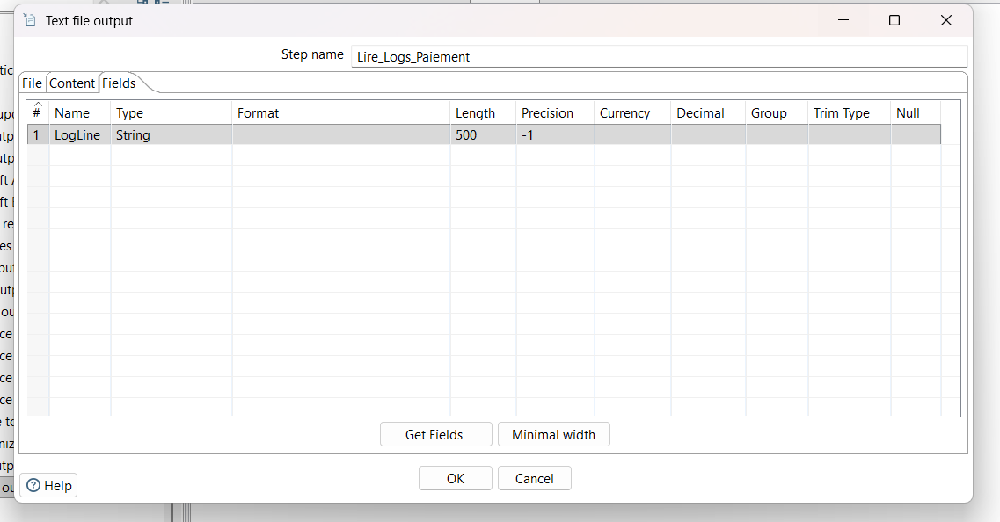 Text file output
Step name Lire_Logs_Paiement
File Content Fields
# Name Type Format Length Precision Currency Decimal Group Trim Type Null
1 LogLine String 500 -1
Get Fields Minimal width
OK Cancel
Help